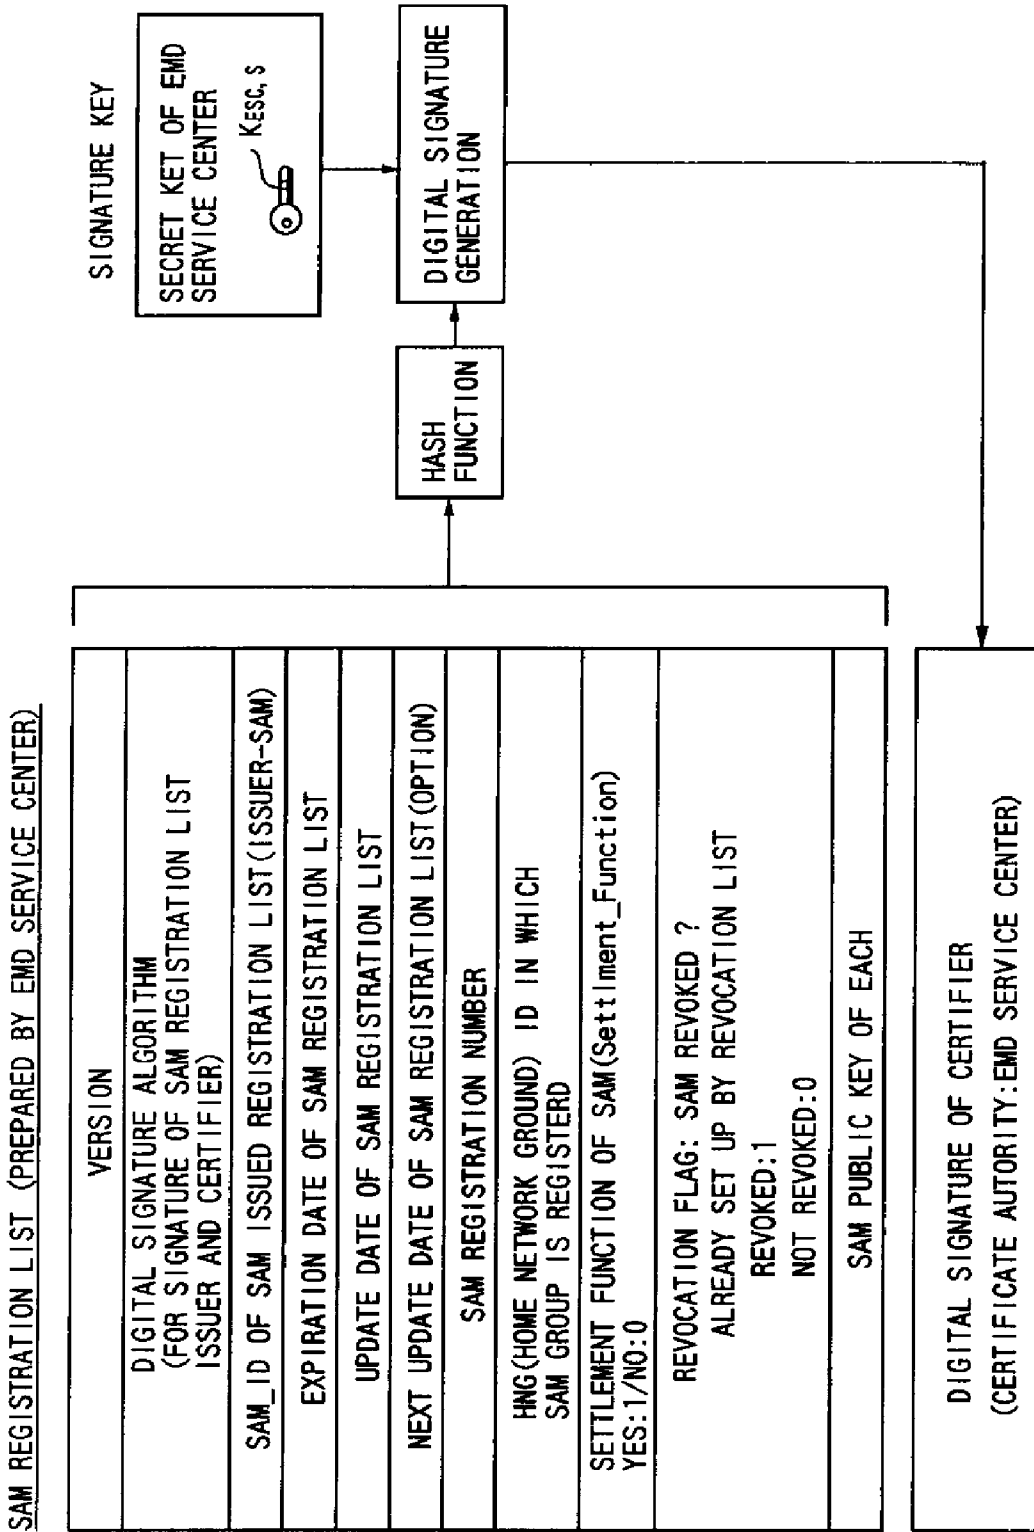 SAM REGISTRATION LIST (PREPARED BY EMD SERVICE CENTER)
VERSION
DIGITAL SIGNATURE ALGORITHM
(FOR SIGNATURE OF SAM REGISTRATION LIST
ISSUER AND CERTIFIER)
SAM_ID OF SAM ISSUED REGISTRATION LIST(ISSUER-SAM)
EXPIRATION DATE OF SAM REGISTRATION LIST
UPDATE DATE OF SAM REGISTRATION LIST
NEXT UPDATE DATE OF SAM REGISTRATION LIST(OPTION)
SAM REGISTRATION NUMBER
HNG(HOME NETWORK GROUND) ID IN WHICH
SAM GROUP IS REGISTERD
SETTLEMENT FUNCTION OF SAM(Settlment_Function)
YES:1/NO:0
REVOCATION FLAG: SAM REVOKED ?
ALREADY SET UP BY REVOCATION LIST
REVOKED:1
NOT REVOKED:0
SAM PUBLIC KEY OF EACH
DIGITAL SIGNATURE OF CERTIFIER
(CERTIFICATE AUTORITY:EMD SERVICE CENTER)
HASH
FUNCTION
SIGNATURE KEY
SECRET KET OF EMD
SERVICE CENTER
KESC, S
DIGITAL SIGNATURE
GENERATION